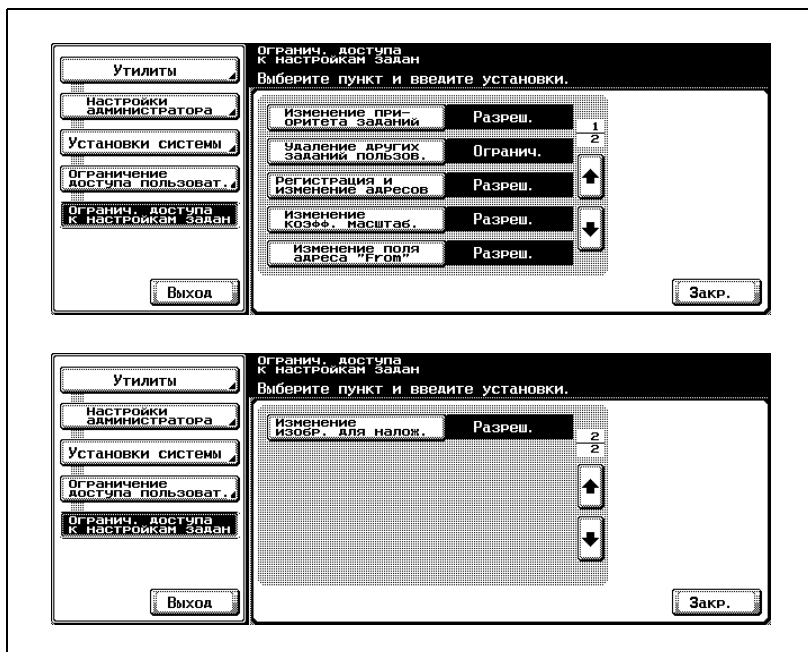 Огранич. доступа
к настройкам задан
Выберите пункт и введите установки.
Утилиты
Настройки
администратора
Установки системы
Ограничение
доступа пользоват.
Огранич. доступа
к настройкам задан
Выход
Изменение при-
оритета заданий
Разреш.
Удаление других
заданий пользов.
Огранич.
Регистрация и
изменение адресов
Разреш.
Изменение
коэфф. масштаб.
Разреш.
Изменение поля
адреса "From"
Разреш.
1
2
Закр.
Огранич. доступа
к настройкам задан
Выберите пункт и введите установки.
Утилиты
Настройки
администратора
Установки системы
Ограничение
доступа пользоват.
Огранич. доступа
к настройкам задан
Выход
Изменение
изобр. для налож.
Разреш.
2
2
Закр.